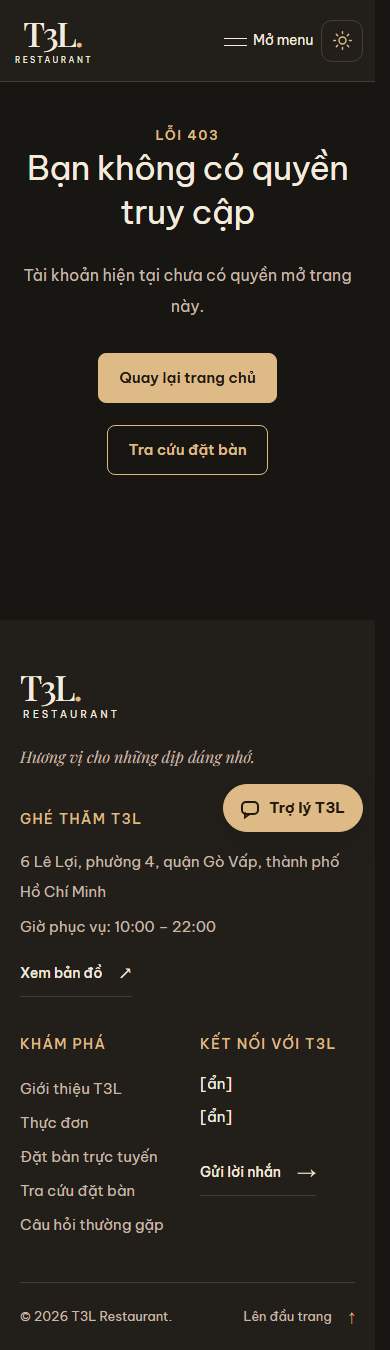 T3L.
RESTAURANT
Mở menu
LỖI 403
Bạn không có quyền
truy cập
Tài khoản hiện tại chưa có quyền mở trang
này.
Quay lại trang chủ
Tra cứu đặt bàn
T3L.
RESTAURANT
Hương vị cho những dịp đáng nhớ.
Trợ lý T3L
GHÉ THĂM T3L
6 Lê Lợi, phường 4, quận Gò Vấp, thành phố
Hồ Chí Minh
Giờ phục vụ: 10:00 – 22:00
Xem bản đồ ↗
KHÁM PHÁ
Giới thiệu T3L
Thực đơn
Đặt bàn trực tuyến
Tra cứu đặt bàn
Câu hỏi thường gặp
KẾT NỐI VỚI T3L
[ẩn]
[ẩn]
Gửi lời nhắn →
© 2026 T3L Restaurant.
Lên đầu trang ↑